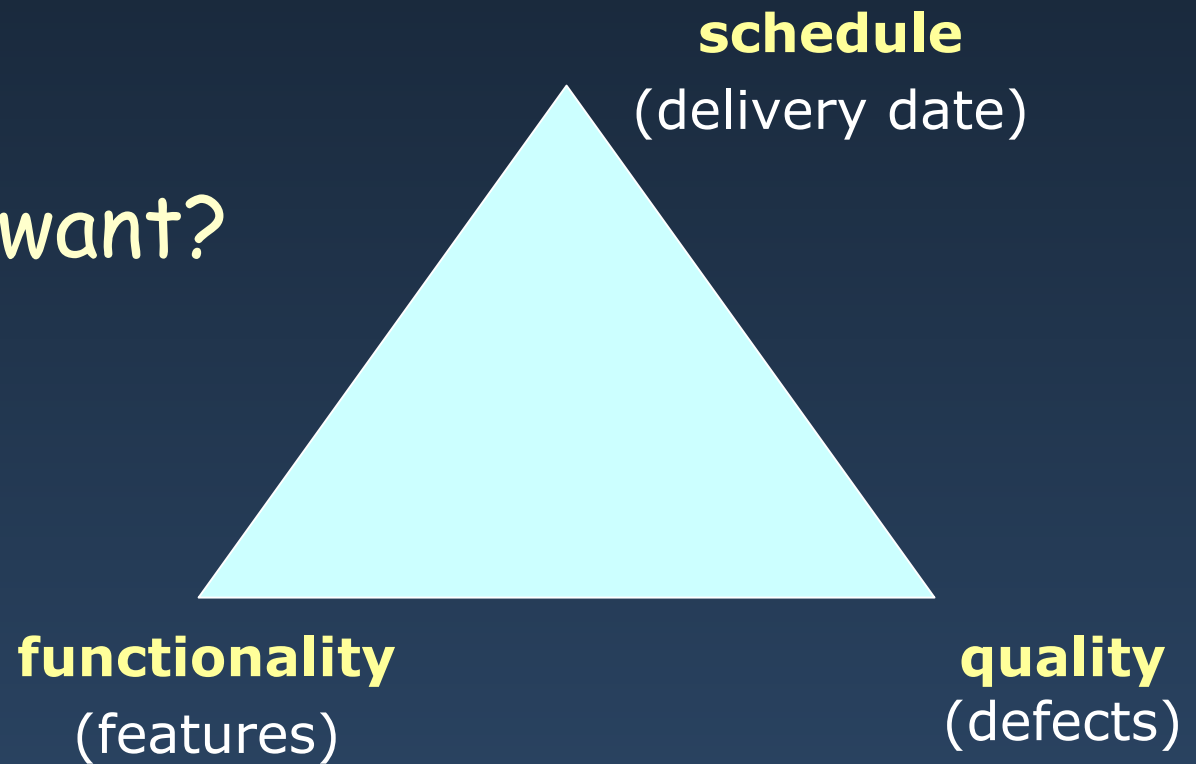 schedule
(delivery date)
want?
functionality
(features)
quality
(defects)